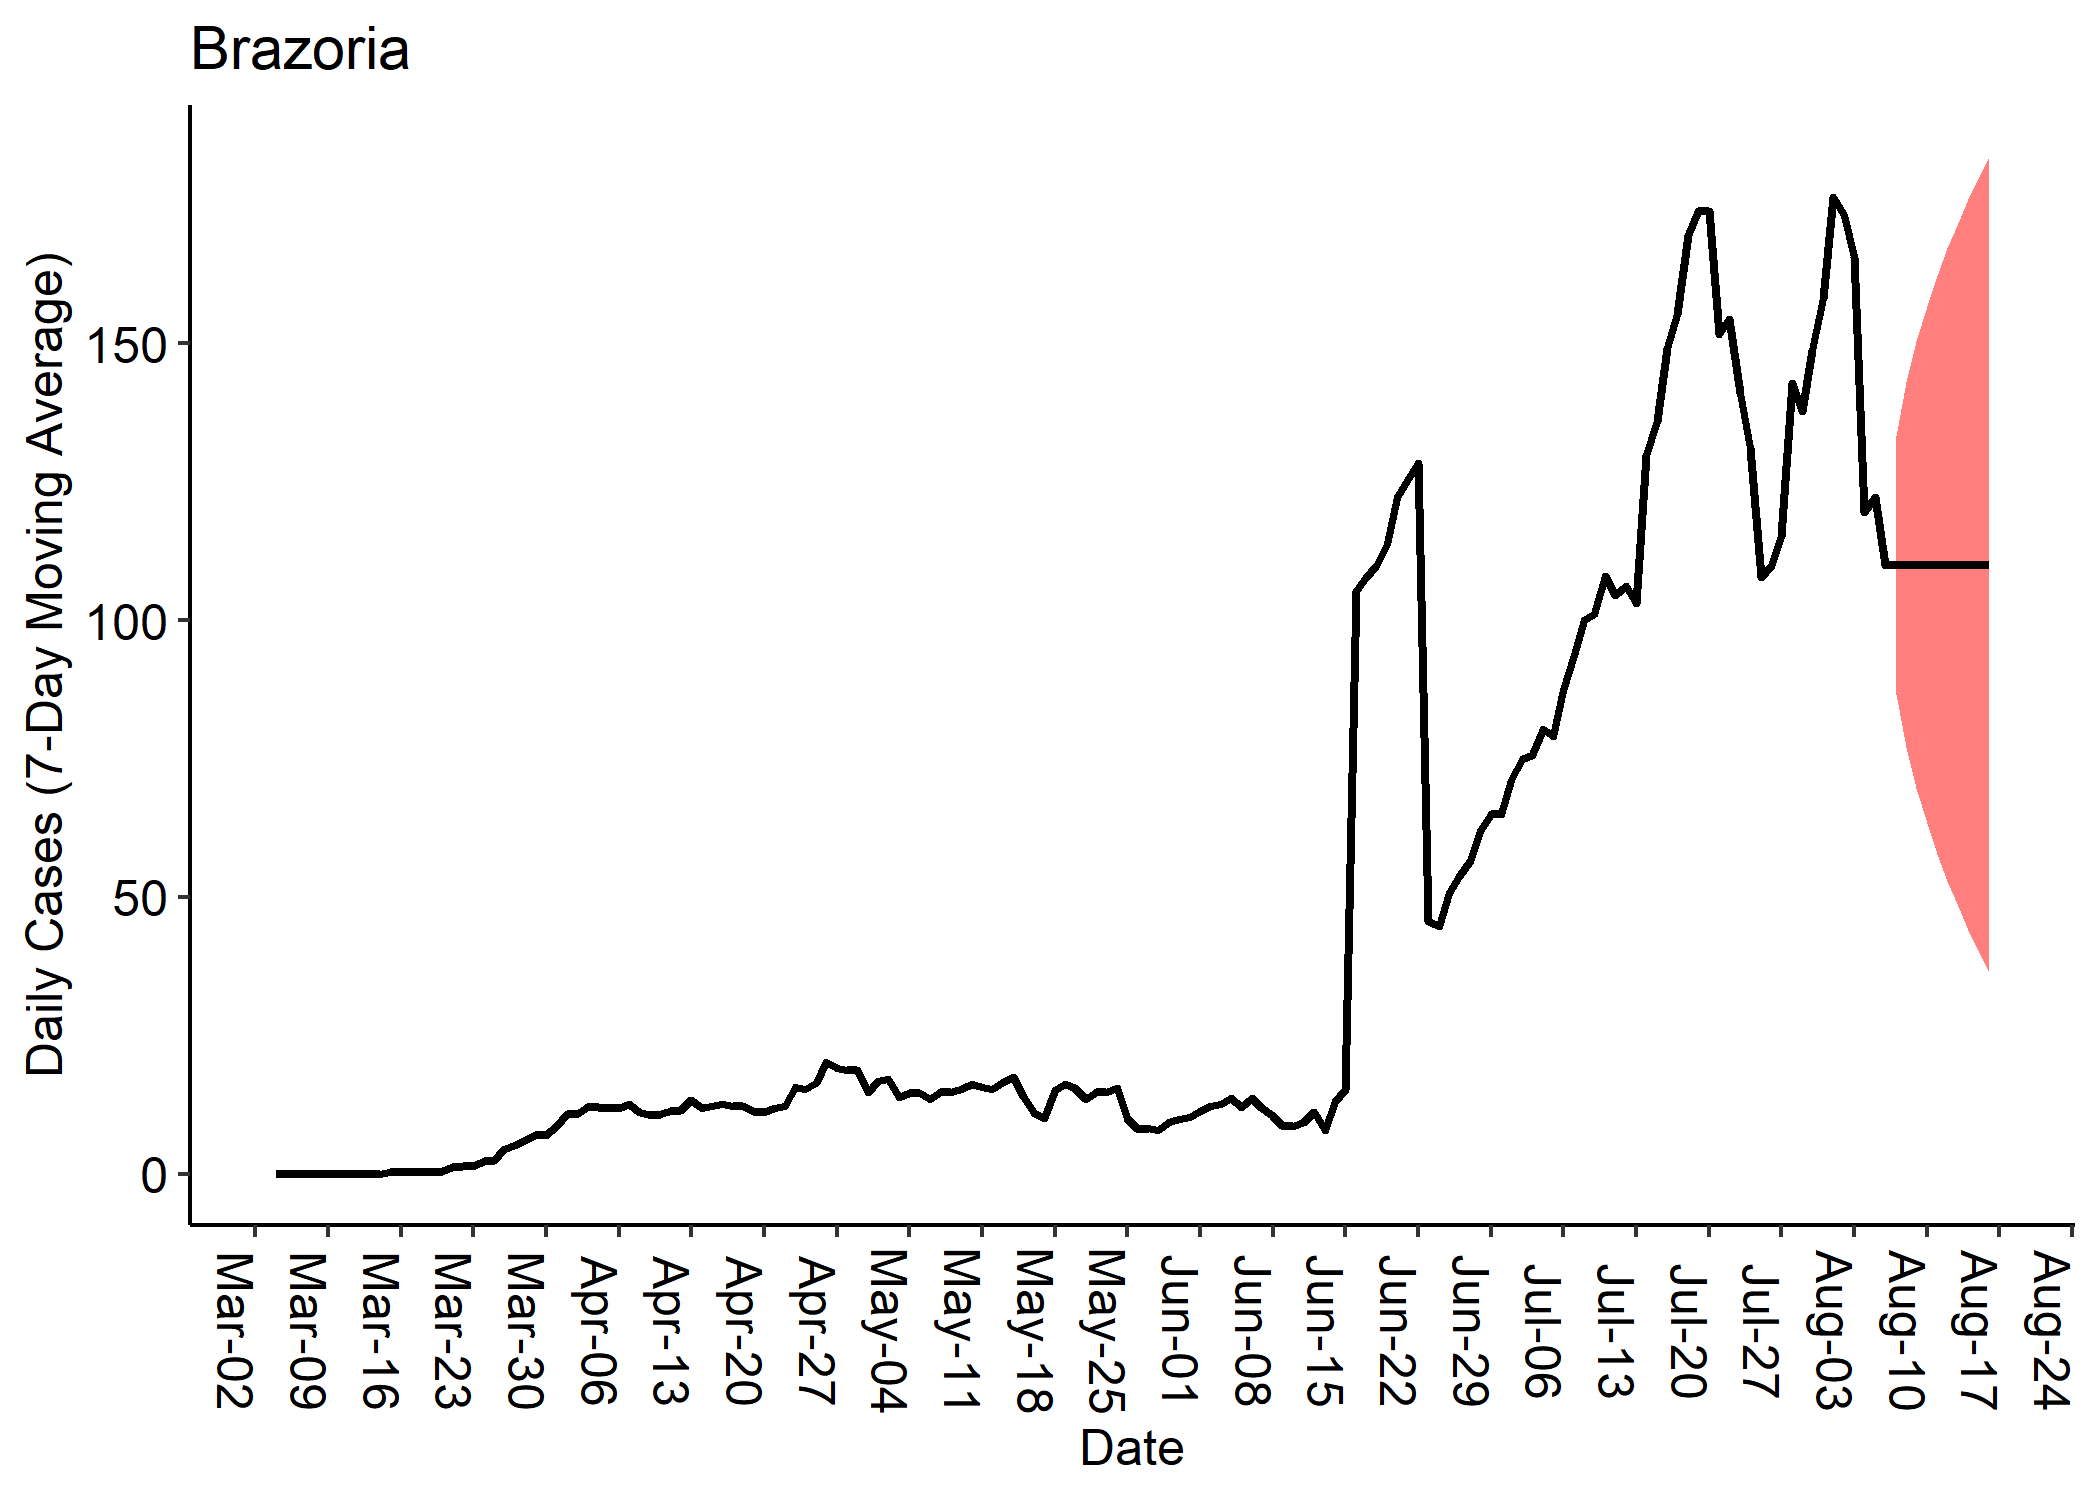 Brazoria
Daily Cases (7-Day Moving Average)
150
100
50
0
Mar-02
Mar-09
Mar-16
Mar-23
Mar-30
Apr-06
Apr-13
Apr-20
Apr-27
May-04
May-11
May-18
May-25
Jun-01
Jun-08
Jun-15
Jun-22
Jun-29
Jul-06
Jul-13
Jul-20
Jul-27
Aug-03
Aug-10
Aug-17
Aug-24
Date